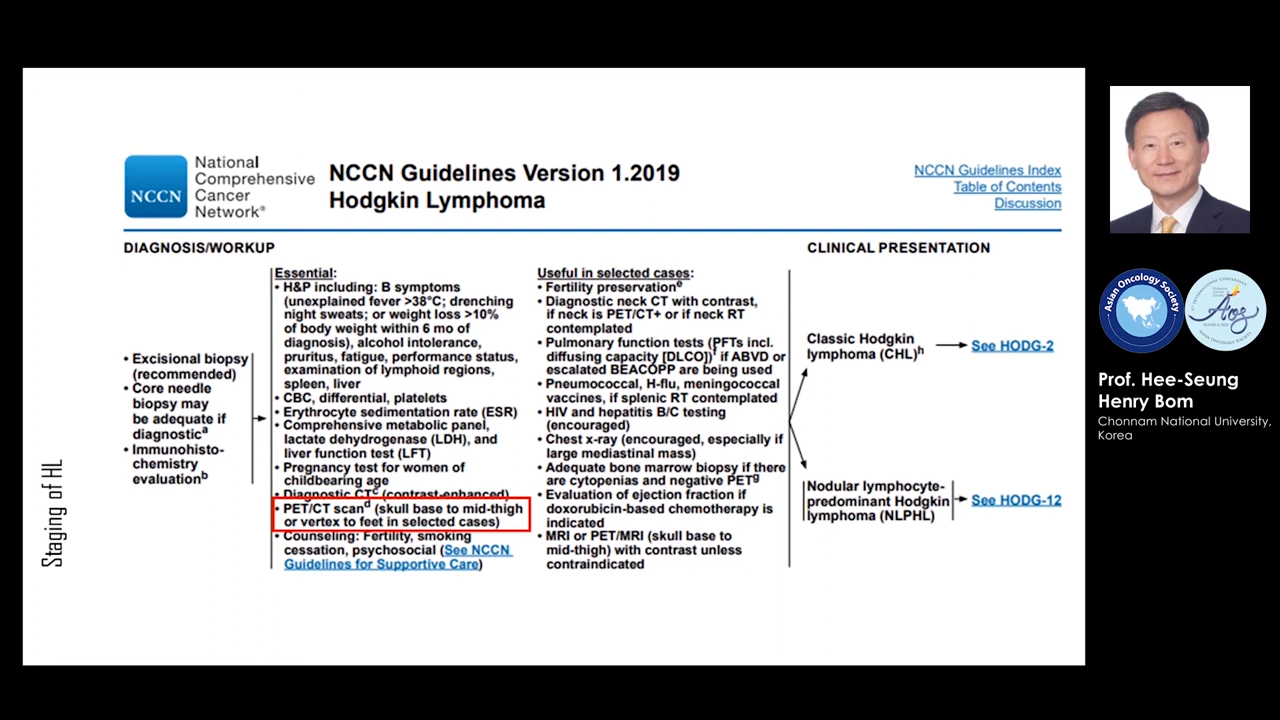 NCCN
National
Comprehensive
Cancer
Network®
NCCN Guidelines Version 1.2019
Hodgkin Lymphoma
NCCN Guidelines Index
Table of Contents
Discussion
DIAGNOSIS/WORKUP
• Excisional biopsy
(recommended)
• Core needle
biopsy may
be adequate if
diagnostica
• Immunohisto-
chemistry
evaluationb
Essential:
• H&P including: B symptoms
(unexplained fever >38°C; drenching
night sweats; or weight loss >10%
of body weight within 6 mo of
diagnosis), alcohol intolerance,
pruritus, fatigue, performance status,
examination of lymphoid regions,
spleen, liver
• CBC, differential, platelets
• Erythrocyte sedimentation rate (ESR)
• Comprehensive metabolic panel,
lactate dehydrogenase (LDH), and
liver function test (LFT)
• Pregnancy test for women of
childbearing age
• Diagnostic CTc (contrast-enhanced)
• PET/CT scand (skull base to mid-thigh
or vertex to feet in selected cases)
• Counseling: Fertility, smoking
cessation, psychosocial (See NCCN
Guidelines for Supportive Care)
Useful in selected cases:
• Fertility preservatione
• Diagnostic neck CT with contrast,
if neck is PET/CT+ or if neck RT
contemplated
• Pulmonary function tests (PFTs incl.
diffusing capacity [DLCO])f if ABVD or
escalated BEACOPP are being used
• Pneumococcal, H-flu, meningococcal
vaccines, if splenic RT contemplated
• HIV and hepatitis B/C testing
(encouraged)
• Chest x-ray (encouraged, especially if
large mediastinal mass)
• Adequate bone marrow biopsy if there
are cytopenias and negative PETg
• Evaluation of ejection fraction if
doxorubicin-based chemotherapy is
indicated
• MRI or PET/MRI (skull base to
mid-thigh) with contrast unless
contraindicated
CLINICAL PRESENTATION
Classic Hodgkin
lymphoma (CHL)h
See HODG-2
Nodular lymphocyte-
predominant Hodgkin
lymphoma (NLPHL)
See HODG-12
Staging of HL
Asian Oncology Society
Prof. Hee-Seung
Henry Bom
Chonnam National University,
Korea